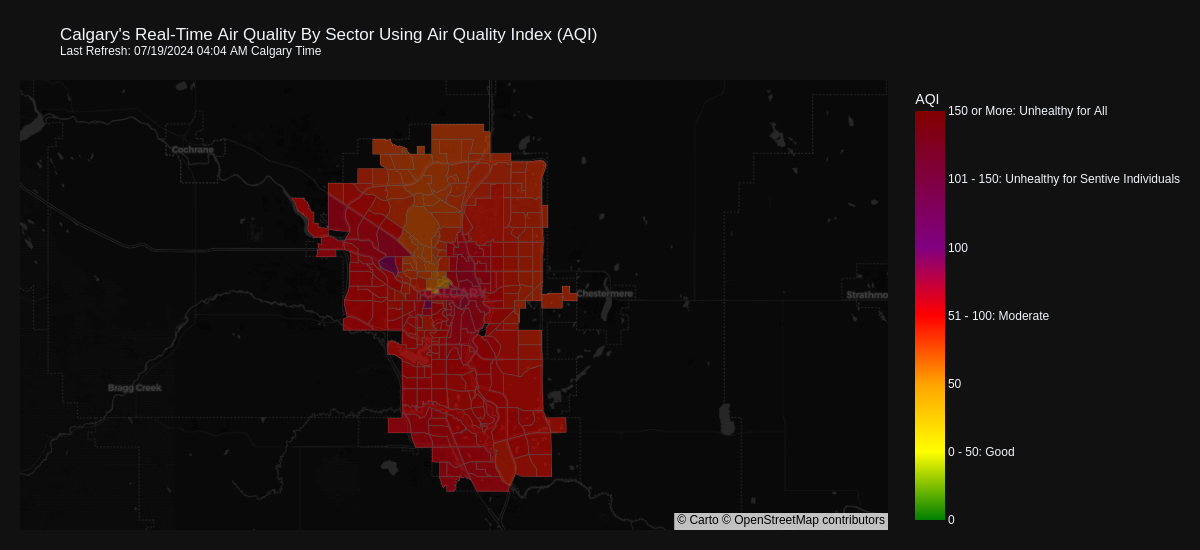 Calgary's Real-Time Air Quality By Sector Using Air Quality Index (AQI)
Last Refresh: 07/19/2024 04:04 AM Calgary Time
AQI
150 or More: Unhealthy for All
Cochrane
101 - 150: Unhealthy for Sentive Individuals
100
CALGARY
Chestermere
Strathmo
51 - 100: Moderate
50
Bragg Creek
0 - 50: Good
0
© Carto © OpenStreetMap contributors